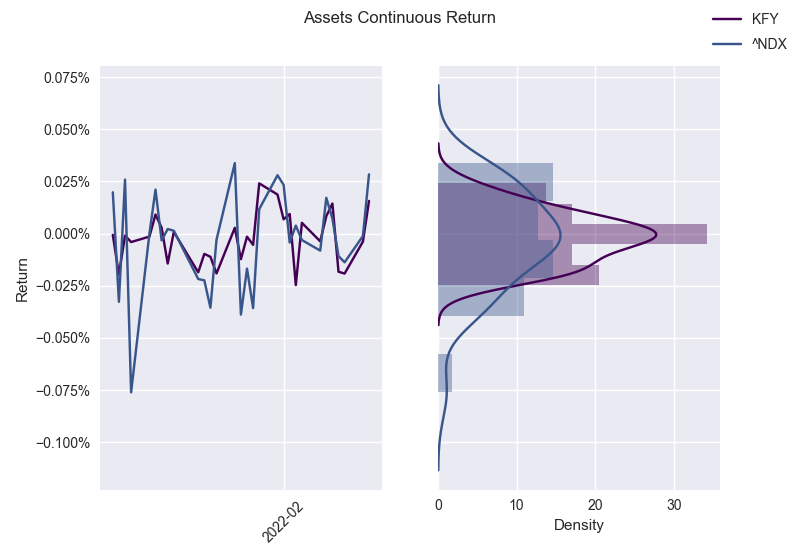 Assets Continuous Return
KFY
^NDX
0.075%
0.050%
0.025%
0.000%
−0.025%
−0.050%
−0.075%
−0.100%
Return
2022-02
0 10 20 30
Density